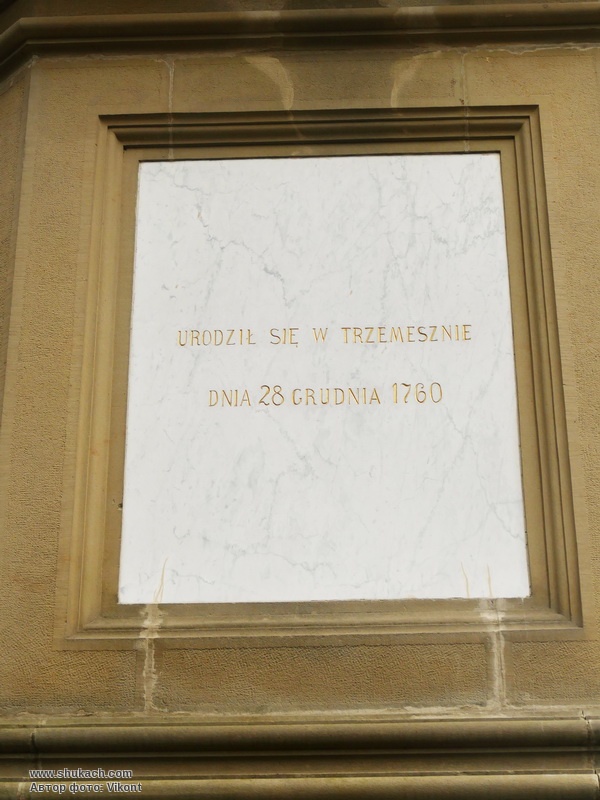 URODZIŁ SIĘ W TRZEMESZNIE
DNIA 28 GRUDNIA 1760
www.shukach.com
Автор фото: Vikont